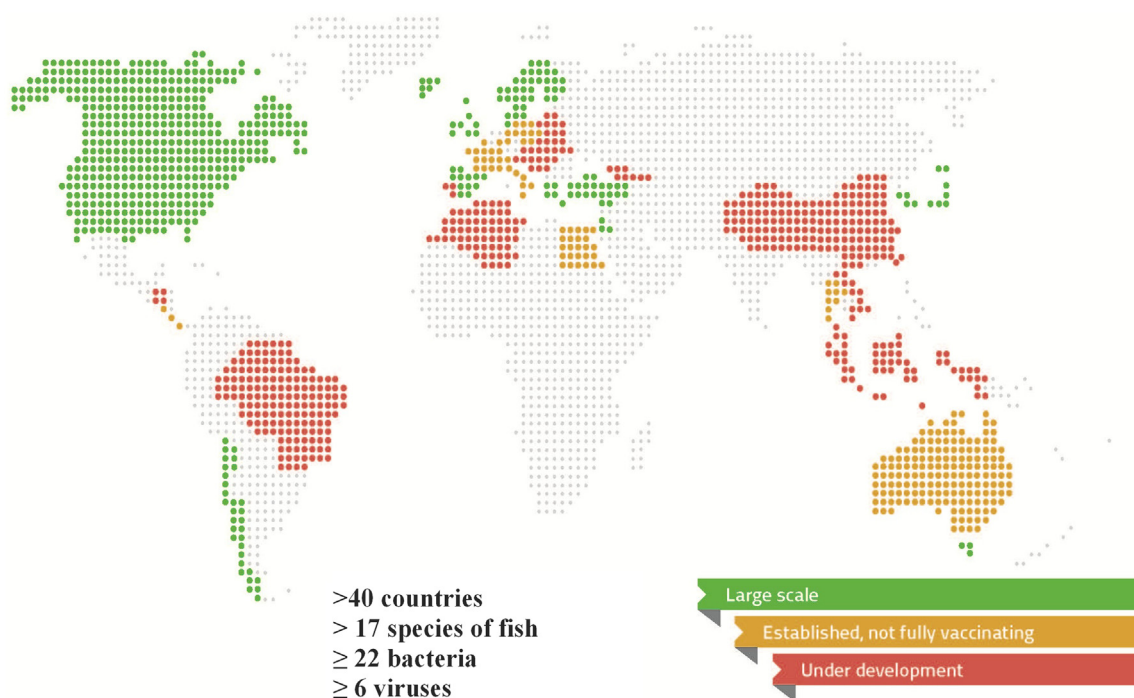 >40 countries
> 17 species of fish
≥ 22 bacteria
≥ 6 viruses
Large scale
Established, not fully vaccinating
Under development